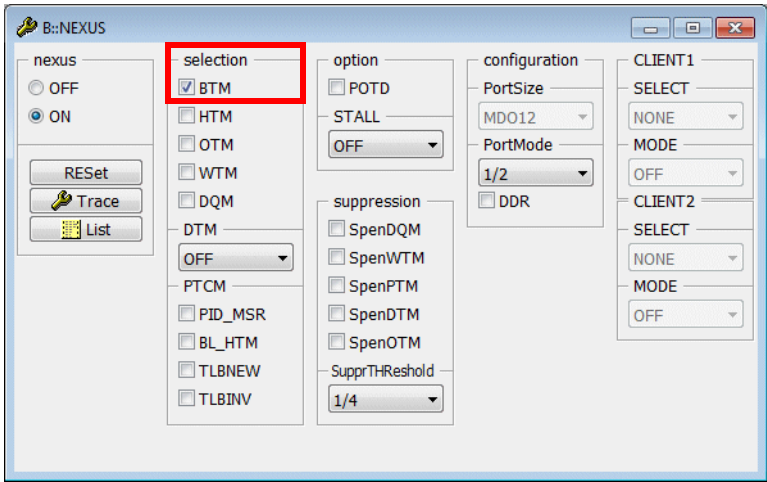 B::NEXUS
nexus
OFF
ON
RESet
Trace
List
selection
BTM
HTM
OTM
WTM
DQM
DTM
OFF
PTCM
PID_MSR
BL_HTM
TLBNEW
TLBINV
option
POTD
STALL
OFF
suppression
SpenDQM
SpenWTM
SpenPTM
SpenDTM
SpenOTM
SupprTHReshold
1/4
configuration
PortSize
MDO12
PortMode
1/2
DDR
CLIENT1
SELECT
NONE
MODE
OFF
CLIENT2
SELECT
NONE
MODE
OFF